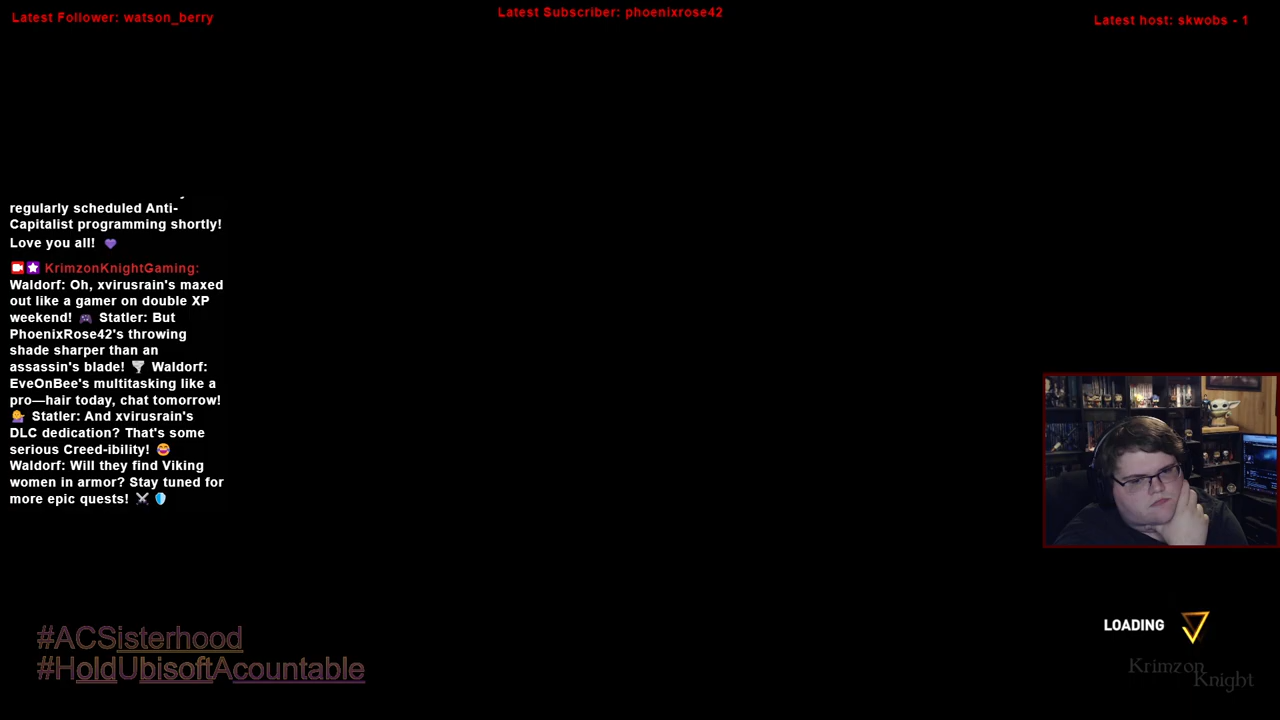 Latest Follower: watson_berry
Latest Subscriber: phoenixrose42
Latest host: skwobs - 1
regularly scheduled Anti-
Capitalist programming shortly!
Love you all! 💜
KrimzonKnightGaming:
Waldorf: Oh, xvirusrain's maxed
out like a gamer on double XP
weekend! 🎮 Statler: But
PhoenixRose42's throwing
shade sharper than an
assassin's blade! 🌪️ Waldorf:
EveOnBee's multitasking like a
pro—hair today, chat tomorrow!
💁 Statler: And xvirusrain's
DLC dedication? That's some
serious Creed-ibility! 😂
Waldorf: Will they find Viking
women in armor? Stay tuned for
more epic quests! ⚔️ 🛡️
#ACSisterhood
#HoldUbisoftAcountable
LOADING
Krimzon
Knight